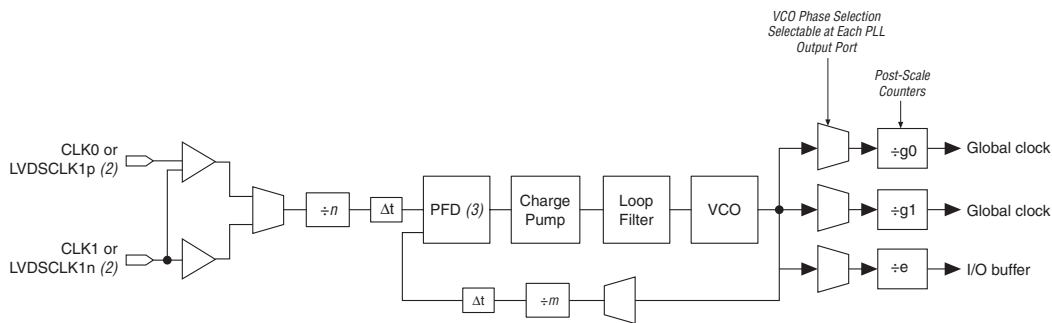 VCO Phase Selection
Selectable at Each PLL
Output Port
Post-Scale
Counters
CLK0 or
LVDSCLK1p (2)
÷g0
Global clock
÷n
Δt
PFD (3)
Charge
Pump
Loop
Filter
VCO
÷g1
Global clock
CLK1 or
LVDSCLK1n (2)
÷e
I/O buffer
Δt
÷m